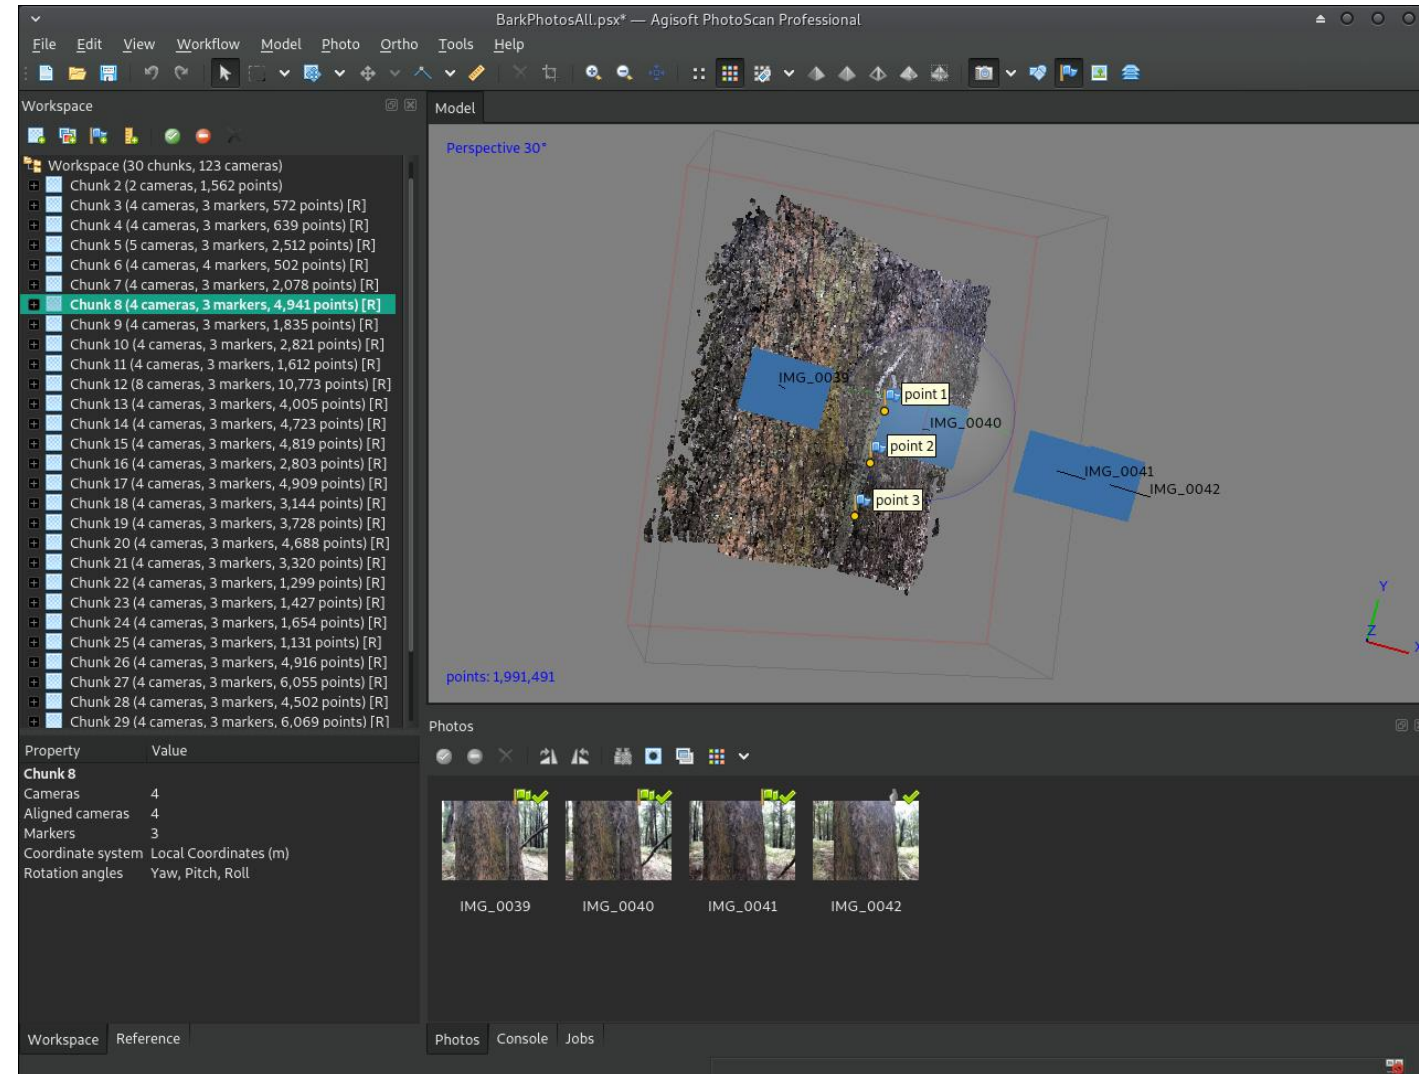 BarkPhotosAll.psx* — Agisoft PhotoScan Professional
File Edit View Workflow Model Photo Ortho Tools Help
Workspace
Workspace (30 chunks, 123 cameras)
Chunk 2 (2 cameras, 1,562 points)
Chunk 3 (4 cameras, 3 markers, 572 points) [R]
Chunk 4 (4 cameras, 3 markers, 639 points) [R]
Chunk 5 (5 cameras, 3 markers, 2,512 points) [R]
Chunk 6 (4 cameras, 4 markers, 502 points) [R]
Chunk 7 (4 cameras, 3 markers, 2,078 points) [R]
Chunk 8 (4 cameras, 3 markers, 4,941 points) [R]
Chunk 9 (4 cameras, 3 markers, 1,835 points) [R]
Chunk 10 (4 cameras, 3 markers, 2,821 points) [R]
Chunk 11 (4 cameras, 3 markers, 1,612 points) [R]
Chunk 12 (8 cameras, 3 markers, 10,773 points) [R]
Chunk 13 (4 cameras, 3 markers, 4,005 points) [R]
Chunk 14 (4 cameras, 3 markers, 4,723 points) [R]
Chunk 15 (4 cameras, 3 markers, 4,819 points) [R]
Chunk 16 (4 cameras, 3 markers, 2,803 points) [R]
Chunk 17 (4 cameras, 3 markers, 4,909 points) [R]
Chunk 18 (4 cameras, 3 markers, 3,144 points) [R]
Chunk 19 (4 cameras, 3 markers, 3,728 points) [R]
Chunk 20 (4 cameras, 3 markers, 4,688 points) [R]
Chunk 21 (4 cameras, 3 markers, 3,320 points) [R]
Chunk 22 (4 cameras, 3 markers, 1,299 points) [R]
Chunk 23 (4 cameras, 3 markers, 1,427 points) [R]
Chunk 24 (4 cameras, 3 markers, 1,654 points) [R]
Chunk 25 (4 cameras, 3 markers, 1,131 points) [R]
Chunk 26 (4 cameras, 3 markers, 4,916 points) [R]
Chunk 27 (4 cameras, 3 markers, 6,055 points) [R]
Chunk 28 (4 cameras, 3 markers, 4,502 points) [R]
Chunk 29 (4 cameras, 3 markers, 6,069 points) [R]
Property Value
Chunk 8
Cameras 4
Aligned cameras 4
Markers 3
Coordinate system Local Coordinates (m)
Rotation angles Yaw, Pitch, Roll
Workspace Reference
Model
Perspective 30°
IMG_0039
point 1
IMG_0040
point 2
IMG_0041
IMG_0042
point 3
Y
Z
X
points: 1,991,491
Photos
IMG_0039 IMG_0040 IMG_0041 IMG_0042
Photos Console Jobs